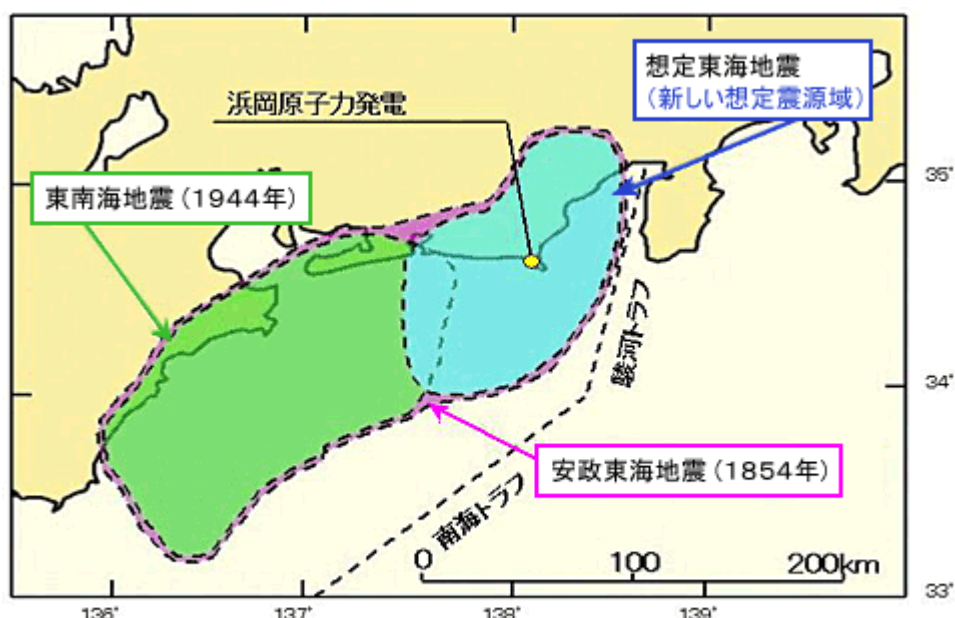 想定東海地震
（新しい想定震源域）
浜岡原子力発電
東南海地震（1944年）
35°
駿河トラフ
34°
安政東海地震（1854年）
南海トラフ
0 100 200km
33°
136° 137° 138° 139°